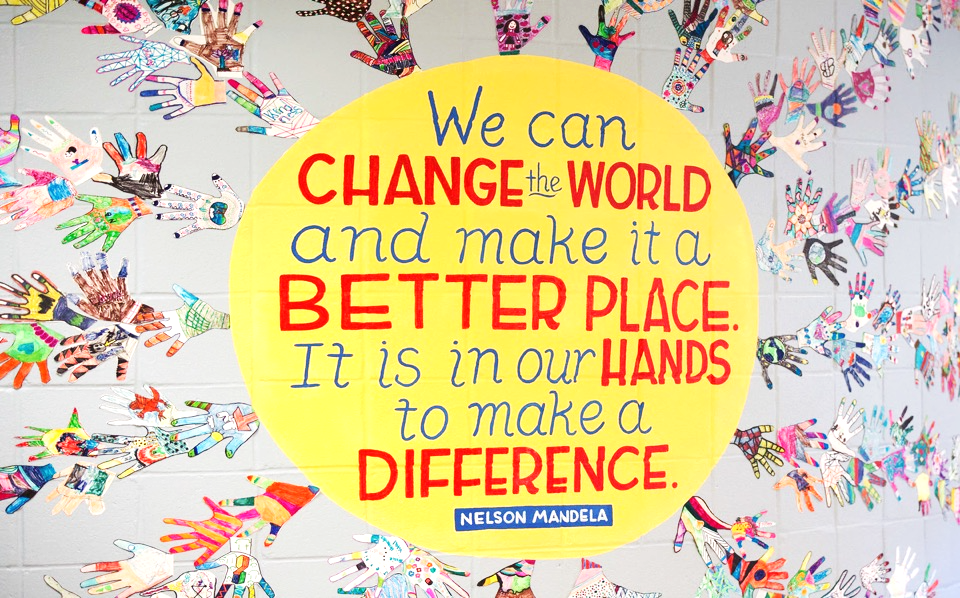 We can
CHANGE the WORLD
and make it a
BETTER PLACE.
It is in our HANDS
to make a
DIFFERENCE.
NELSON MANDELA